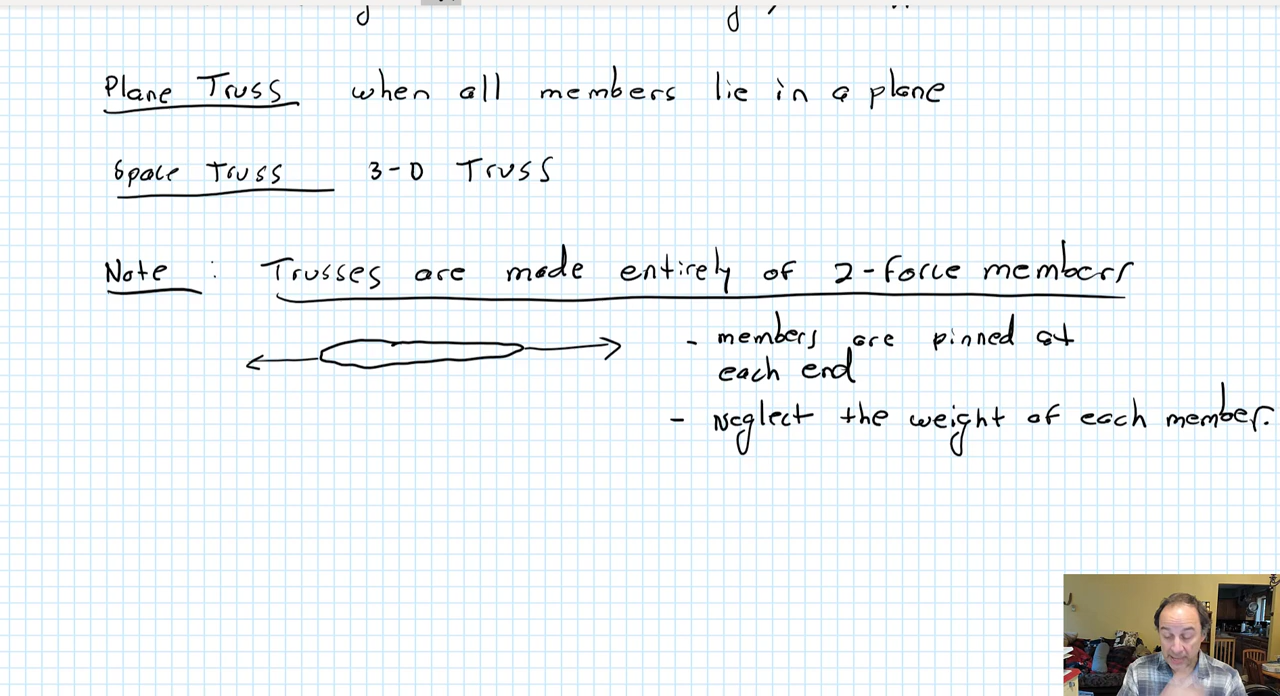 Plane Truss when all members lie in a plane
Space Truss 3-D Truss
Note : Trusses are made entirely of 2-Force members
- members are pinned at
each end
- Neglect the weight of each member.